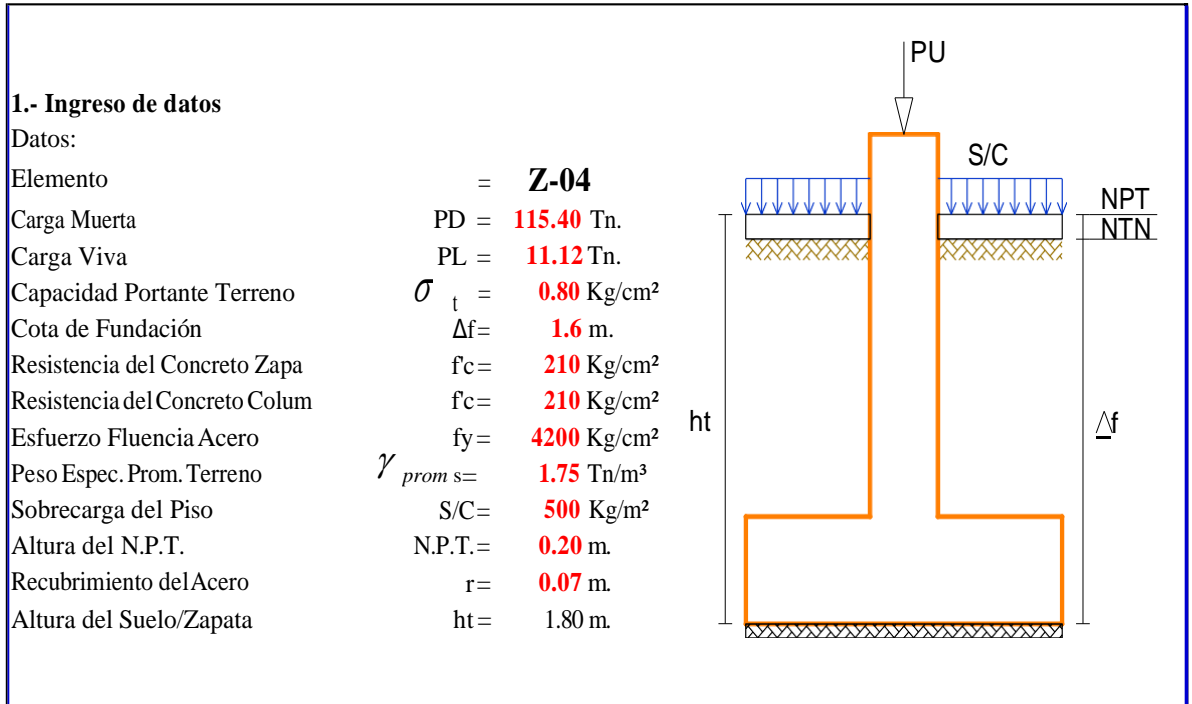 1.- Ingreso de datos
Datos:
Elemento = Z-04
Carga Muerta PD = 115.40 Tn.
Carga Viva PL = 11.12 Tn.
Capacidad Portante Terreno σ t = 0.80 Kg/cm²
Cota de Fundación Δf= 1.6 m.
Resistencia del Concreto Zapa f'c= 210 Kg/cm²
Resistencia del Concreto Colum f'c= 210 Kg/cm²
Esfuerzo Fluencia Acero fy= 4200 Kg/cm²
Peso Espec. Prom. Terreno γ prom s= 1.75 Tn/m³
Sobrecarga del Piso S/C= 500 Kg/m²
Altura del N.P.T. N.P.T.= 0.20 m.
Recubrimiento del Acero r= 0.07 m.
Altura del Suelo/Zapata ht= 1.80 m.
PU
S/C
NPT
NTN
ht
Δf